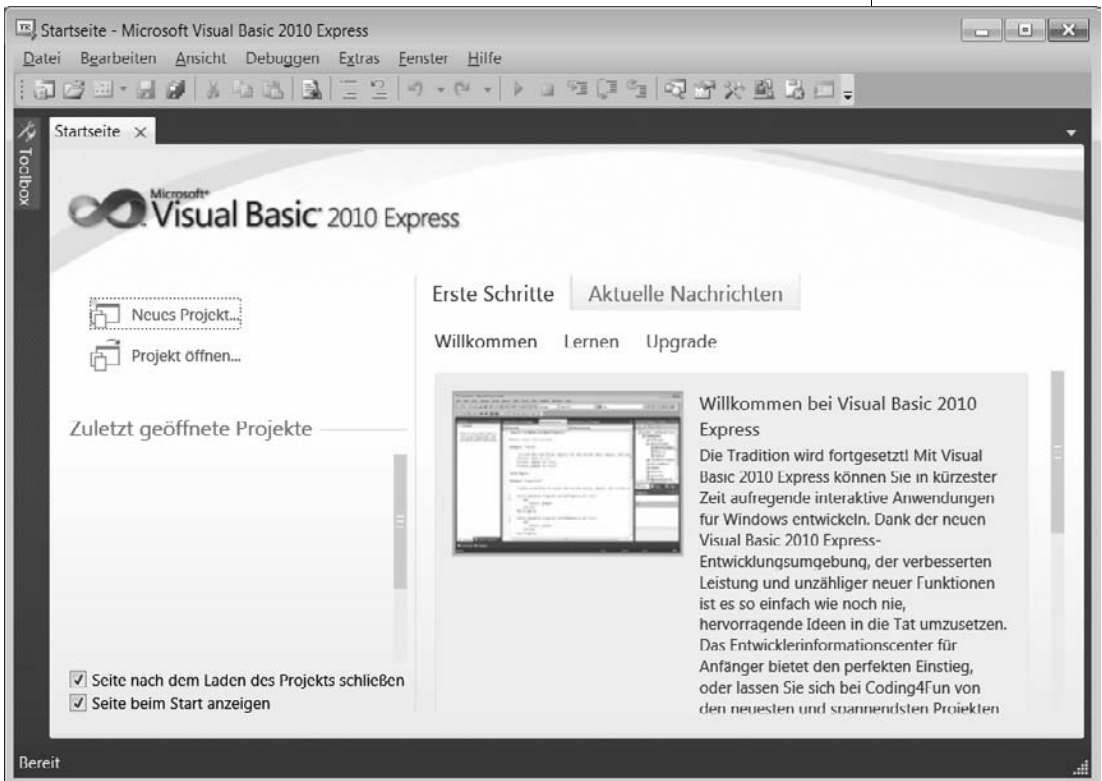 Startseite - Microsoft Visual Basic 2010 Express
Datei Bearbeiten Ansicht Debuggen Extras Fenster Hilfe
Toolbox
Startseite
Microsoft
Visual Basic 2010 Express
Neues Projekt...
Projekt öffnen...
Zuletzt geöffnete Projekte
Seite nach dem Laden des Projekts schließen
Seite beim Start anzeigen
Erste Schritte Aktuelle Nachrichten
Willkommen Lernen Upgrade
Willkommen bei Visual Basic 2010
Express
Die Tradition wird fortgesetzt! Mit Visual
Basic 2010 Express können Sie in kürzester
Zeit aufregende interaktive Anwendungen
für Windows entwickeln. Dank der neuen
Visual Basic 2010 Express-
Entwicklungsumgebung, der verbesserten
Leistung und unzähliger neuer Funktionen
ist es so einfach wie noch nie,
hervorragende Ideen in die Tat umzusetzen.
Das Entwicklerinformationscenter für
Anfänger bietet den perfekten Einstieg,
oder lassen Sie sich bei Coding4Fun von
den neuesten und spannendsten Projekten
Bereit